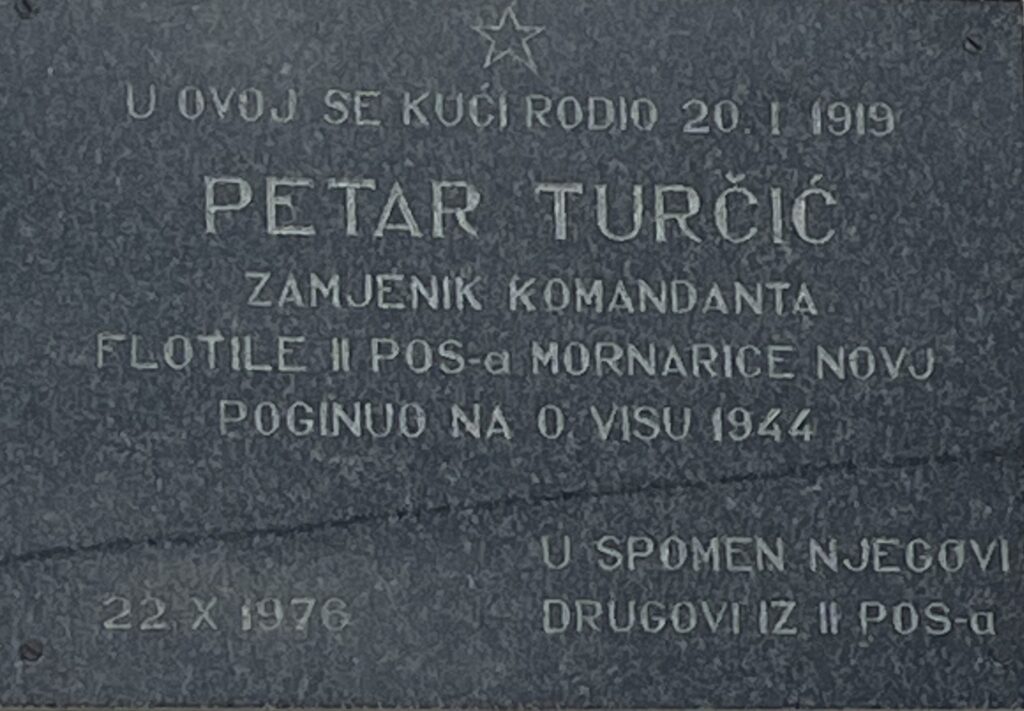 U OVOJ SE KUĆI RODIO 20. I 1919
PETAR TURČIĆ
ZAMJENIK KOMANDANTA
FLOTILE II POS-a MORNARICE NOVJ
POGINUO NA O. VISU 1944
U SPOMEN NJEGOVI
22 X 1976 DRUGOVI IZ II POS-a